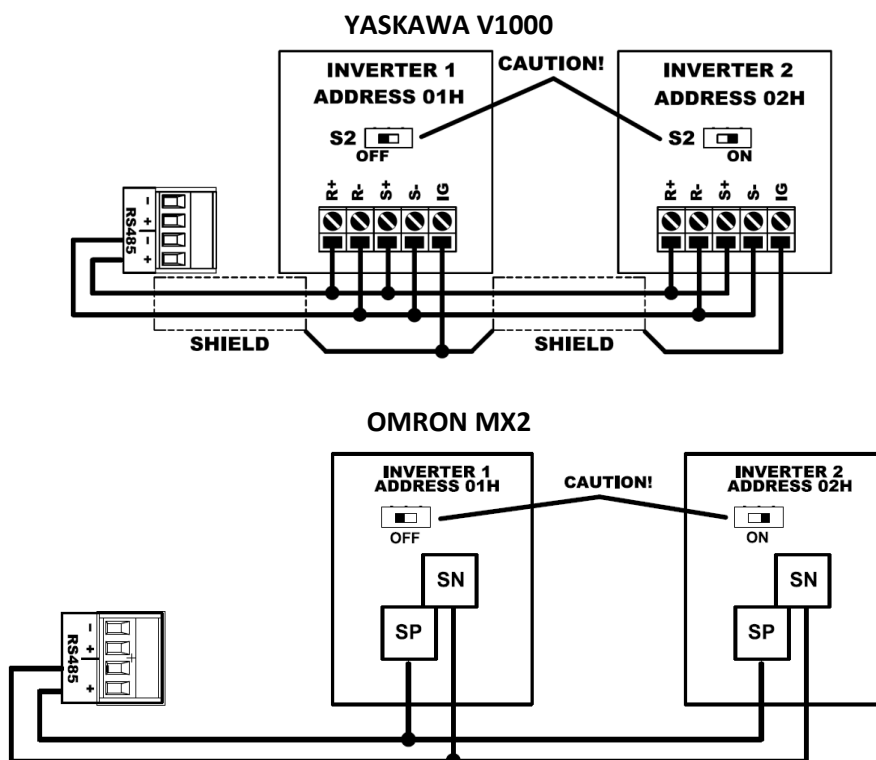 YASKAWA V1000
INVERTER 1
ADDRESS 01H
CAUTION!
INVERTER 2
ADDRESS 02H
S2
OFF
S2
ON
R+ R- S+ S- IG
R+ R- S+ S- IG
RS485
- + - +
SHIELD
SHIELD
OMRON MX2
INVERTER 1
ADDRESS 01H
CAUTION!
INVERTER 2
ADDRESS 02H
OFF
ON
SN
SP
SN
SP
RS485
- + +